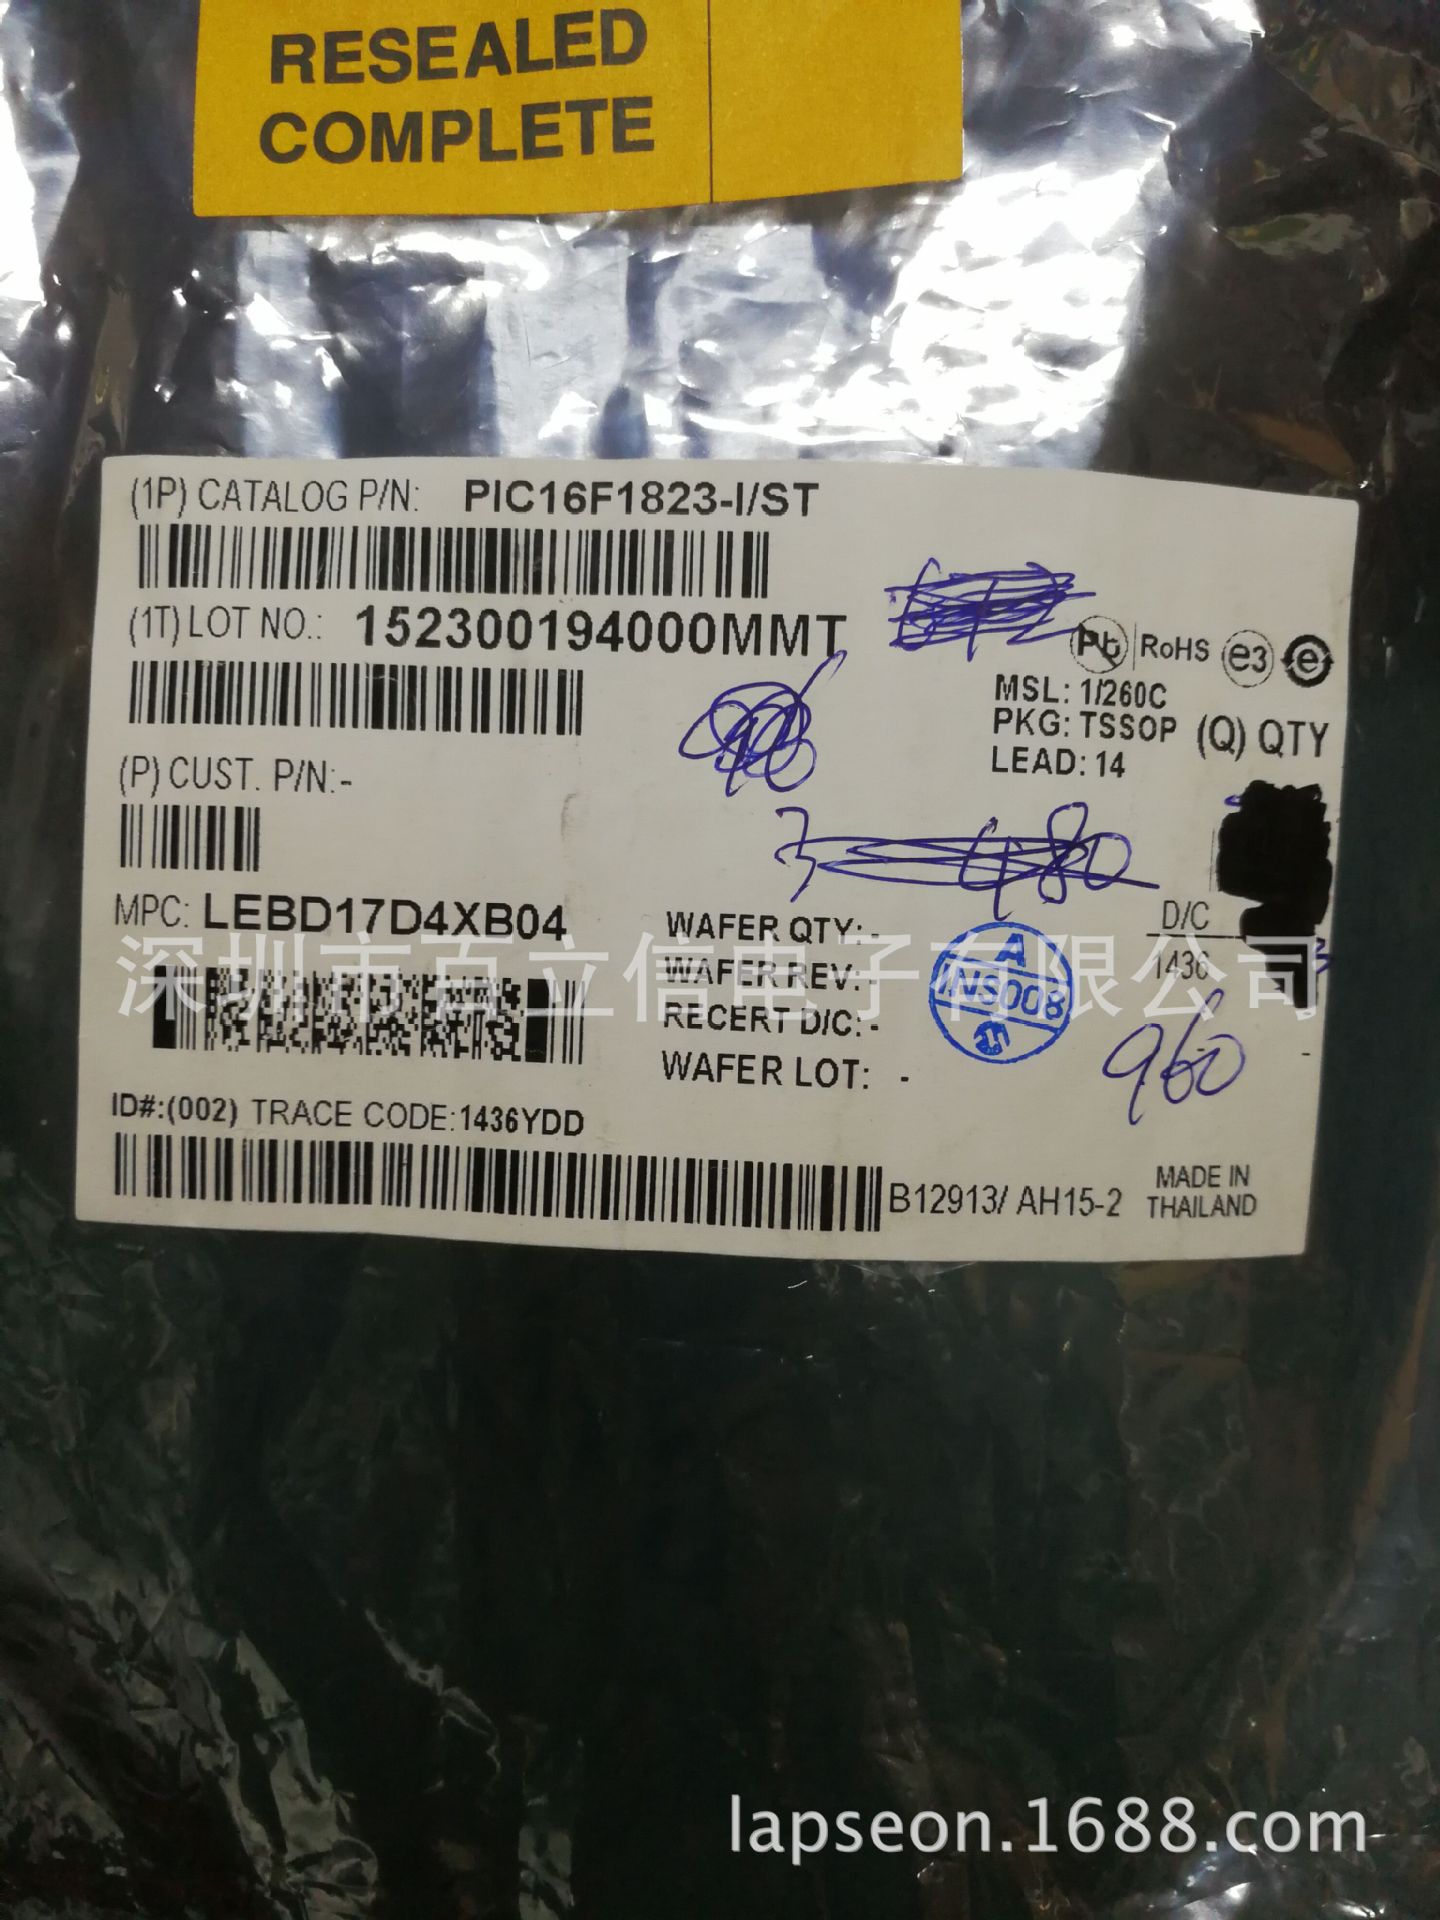 RESEALED
COMPLETE
(1P) CATALOG P/N: PIC16F1823-I/ST
(1T) LOT NO.: 152300194000MMT
Pb RoHS e3 e
MSL: 1/260C
PKG: TSSOP (Q) QTY
LEAD: 14
(P) CUST. P/N:-
480
MPC: LEBD17D4XB04
WAFER QTY: -
D/C
WAFER REV: -
1436
RECERT D/C: -
WAFER LOT: -
A
INS008
960
深圳市百立信电子有限公司
ID#:(002) TRACE CODE:1436YDD
B12913/ AH15-2
MADE IN
THAILAND
lapseon.1688.com